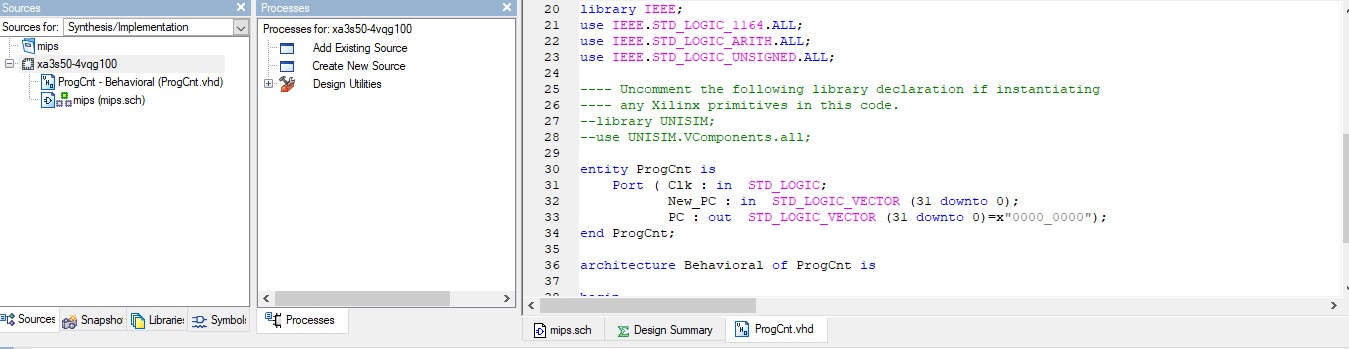 Sources
Sources for: Synthesis/Implementation
mips
xa3s50-4vqg100
ProgCnt - Behavioral (ProgCnt.vhd)
mips (mips.sch)
Sources Snapshot Libraries Symbol
Processes
Processes for: xa3s50-4vqg100
Add Existing Source
Create New Source
Design Utilities
Processes
20 library IEEE;
21 use IEEE.STD_LOGIC_1164.ALL;
22 use IEEE.STD_LOGIC_ARITH.ALL;
23 use IEEE.STD_LOGIC_UNSIGNED.ALL;
24
25 ---- Uncomment the following library declaration if instantiating
26 ---- any Xilinx primitives in this code.
27 --library UNISIM;
28 --use UNISIM.VComponents.all;
29
30 entity ProgCnt is
31 Port ( Clk : in STD_LOGIC;
32 New_PC : in STD_LOGIC_VECTOR (31 downto 0);
33 PC : out STD_LOGIC_VECTOR (31 downto 0)=x"0000_0000");
34 end ProgCnt;
35
36 architecture Behavioral of ProgCnt is
37
mips.sch Design Summary ProgCnt.vhd